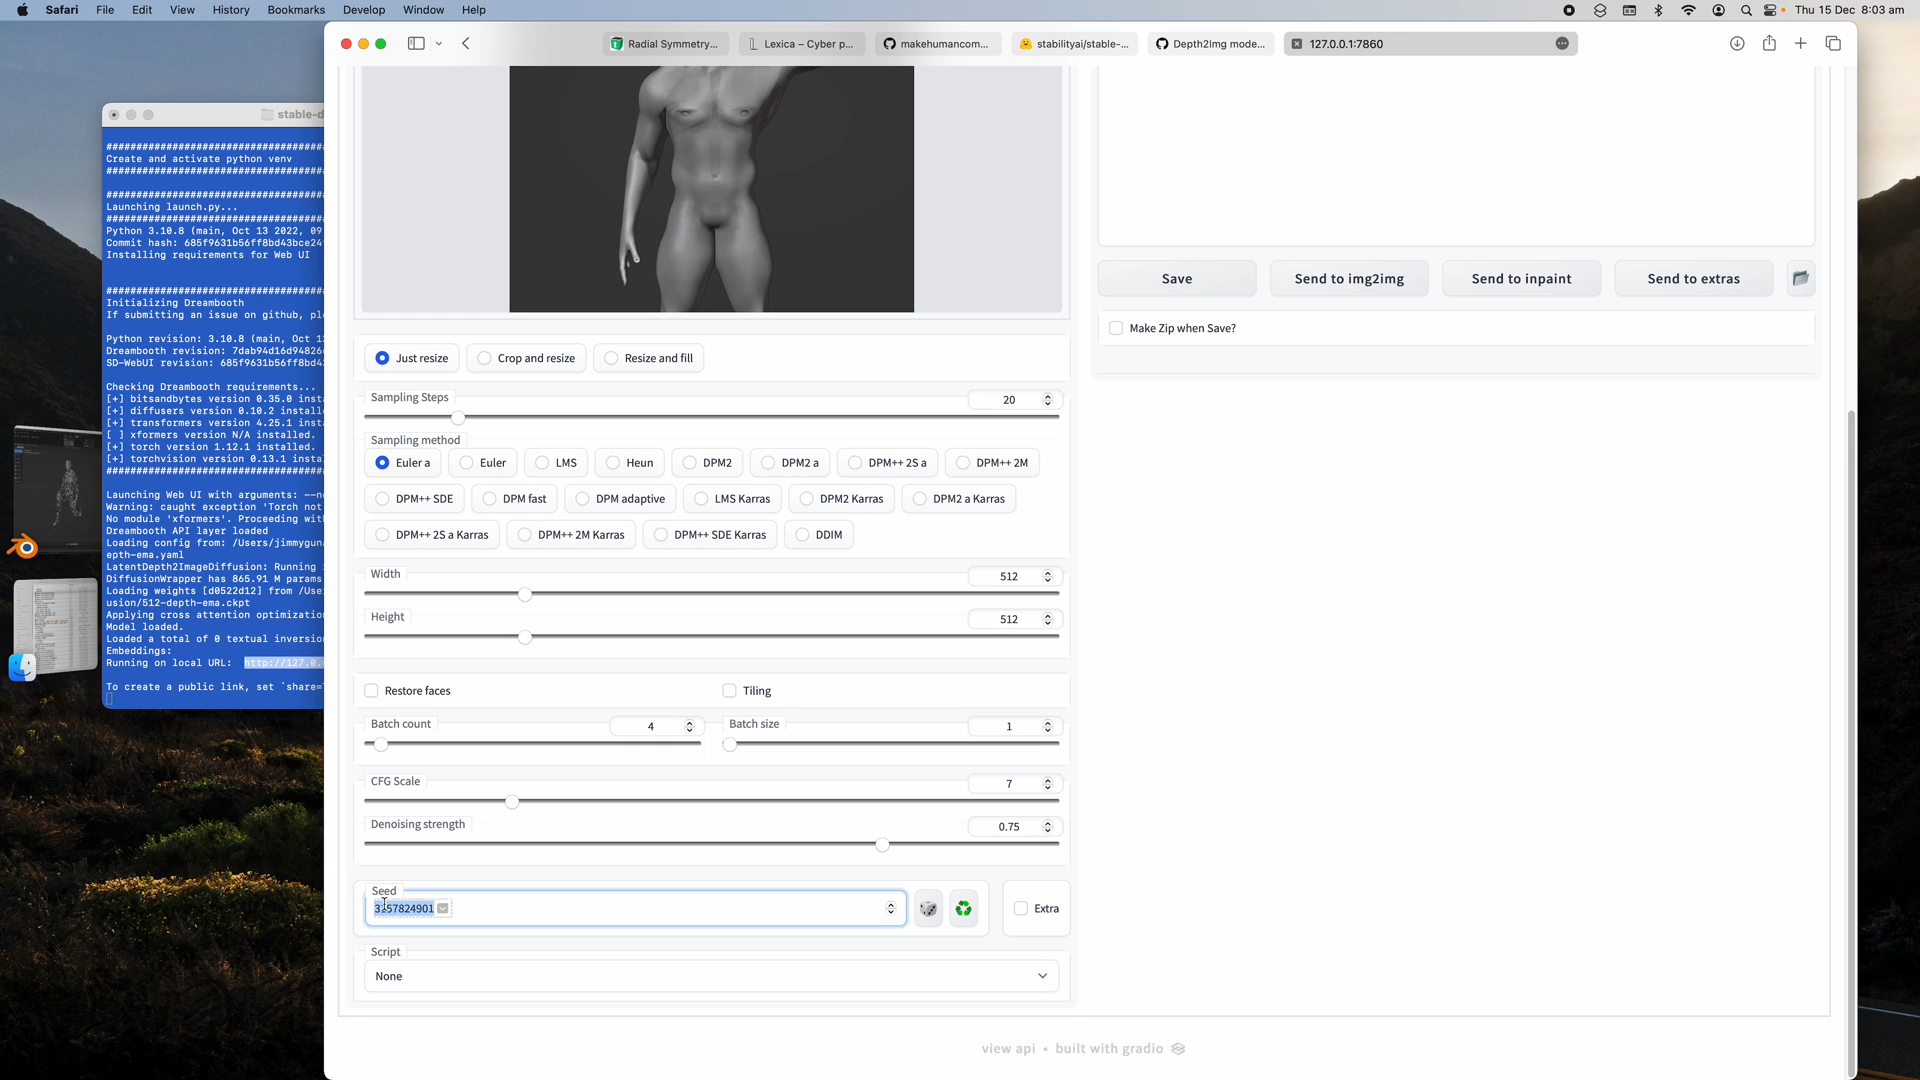 Safari File Edit View History Bookmarks Develop Window Help Thu 15 Dec 8:03 am
Radial Symmetry... Lexica – Cyber p... makehumancom... stabilityai/stable-... Depth2Img mode... 127.0.0.1:7860
stable-d
####################################
Create and activate python venv
####################################
####################################
Launching launch.py...
####################################
Python 3.10.8 (main, Oct 13 2022, 09
Commit hash: 685f9631b56ff8bd43bce24
Installing requirements for Web UI
####################################
Initializing Dreambooth
If submitting an issue on github, pl
Python revision: 3.10.8 (main, Oct 1
Dreambooth revision: 7dab94d16d94826
SD-WebUI revision: 685f9631b56ff8bd4
Checking Dreambooth requirements...
[+] bitsandbytes version 0.35.0 inst
[+] diffusers version 0.10.2 install
[+] transformers version 4.25.1 inst
[ ] xformers version N/A installed.
[+] torch version 1.12.1 installed.
[+] torchvision version 0.13.1 insta
####################################
Launching Web UI with arguments: --n
Warning: caught exception 'Torch not
No module 'xformers'. Proceeding wit
Dreambooth API layer loaded
Loading config from: /Users/jimmygun
epth-ema.yaml
LatentDepth2ImageDiffusion: Running
DiffusionWrapper has 865.91 M params
Loading weights [d0522d12] from /Use
usion/512-depth-ema.ckpt
Applying cross attention optimizatio
Model loaded.
Loaded a total of 0 textual inversio
Embeddings:
Running on local URL: http://127.0.
To create a public link, set `share=
Save Send to img2img Send to inpaint Send to extras
Make Zip when Save?
Just resize Crop and resize Resize and fill
Sampling Steps 20
Sampling method
Euler a Euler LMS Heun DPM2 DPM2 a DPM++ 2S a DPM++ 2M
DPM++ SDE DPM fast DPM adaptive LMS Karras DPM2 Karras DPM2 a Karras
DPM++ 2S a Karras DPM++ 2M Karras DPM++ SDE Karras DDIM
Width 512
Height 512
Restore faces Tiling
Batch count 4 Batch size 1
CFG Scale 7
Denoising strength 0.75
Seed
3357824901 Extra
Script
None
view api • built with gradio